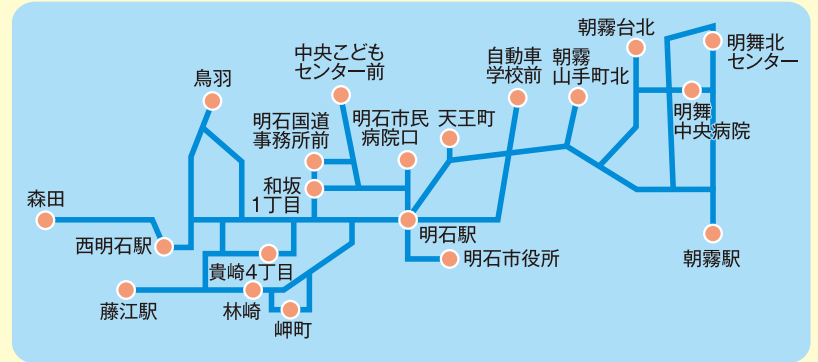 朝霧台北
明舞北
センター
中央こども
センター前
自動車
学校前
朝霧
山手町北
鳥羽
明石国道
事務所前
明石市民
病院口
天王町
明舞
中央病院
和坂
1丁目
森田
西明石駅
明石駅
貴崎4丁目
明石市役所
朝霧駅
藤江駅
林崎
岬町